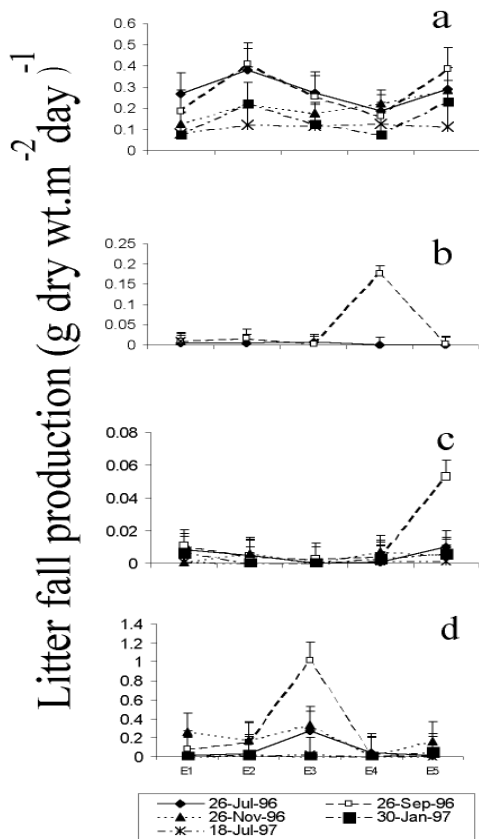 Litter fall production (g dry wt.m-2 day)-1
a
0.6
0.5
0.4
0.3
0.2
0.1
0
b
0.25
0.2
0.15
0.1
0.05
0
c
0.08
0.06
0.04
0.02
0
d
1.4
1.2
1
0.8
0.6
0.4
0.2
0
E1 E2 E3 E4 E5
26-Jul-96 26-Sep-96
26-Nov-96 30-Jan-97
18-Jul-97